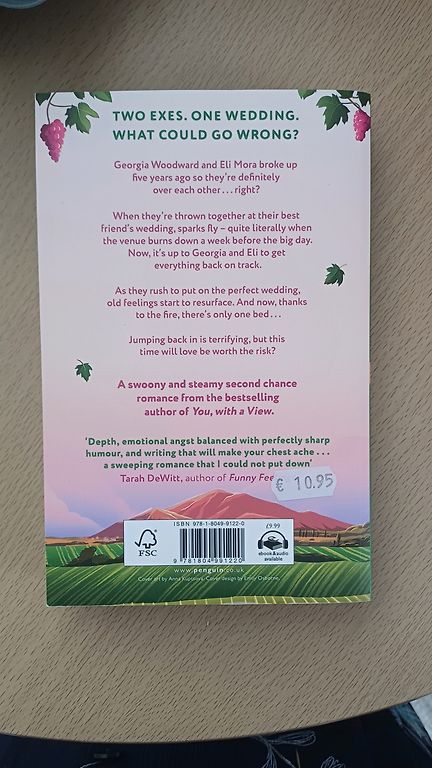 TWO EXES. ONE WEDDING.
WHAT COULD GO WRONG?
Georgia Woodward and Eli Mora broke up
five years ago so they're definitely
over each other... right?
When they're thrown together at their best
friend's wedding, sparks fly – quite literally when
the venue burns down a week before the big day.
Now, it's up to Georgia and Eli to get
everything back on track.
As they rush to put on the perfect wedding,
old feelings start to resurface. And now, thanks
to the fire, there's only one bed...
Jumping back in is terrifying, but this
time will love be worth the risk?
A swoony and steamy second chance
romance from the bestselling
author of You, with a View.
'Depth, emotional angst balanced with perfectly sharp
humour, and writing that will make your chest ache...
a sweeping romance that I could not put down'
Tarah DeWitt, author of Funny Fee
€ 10.95
FSC
ISBN 978-1-8049-9122-0
9 781804 991220
£9.99
ebook&audio
available
www.penguin.co.uk
Cover art by Anna Kuptsova. Cover design by Emily Osborne.